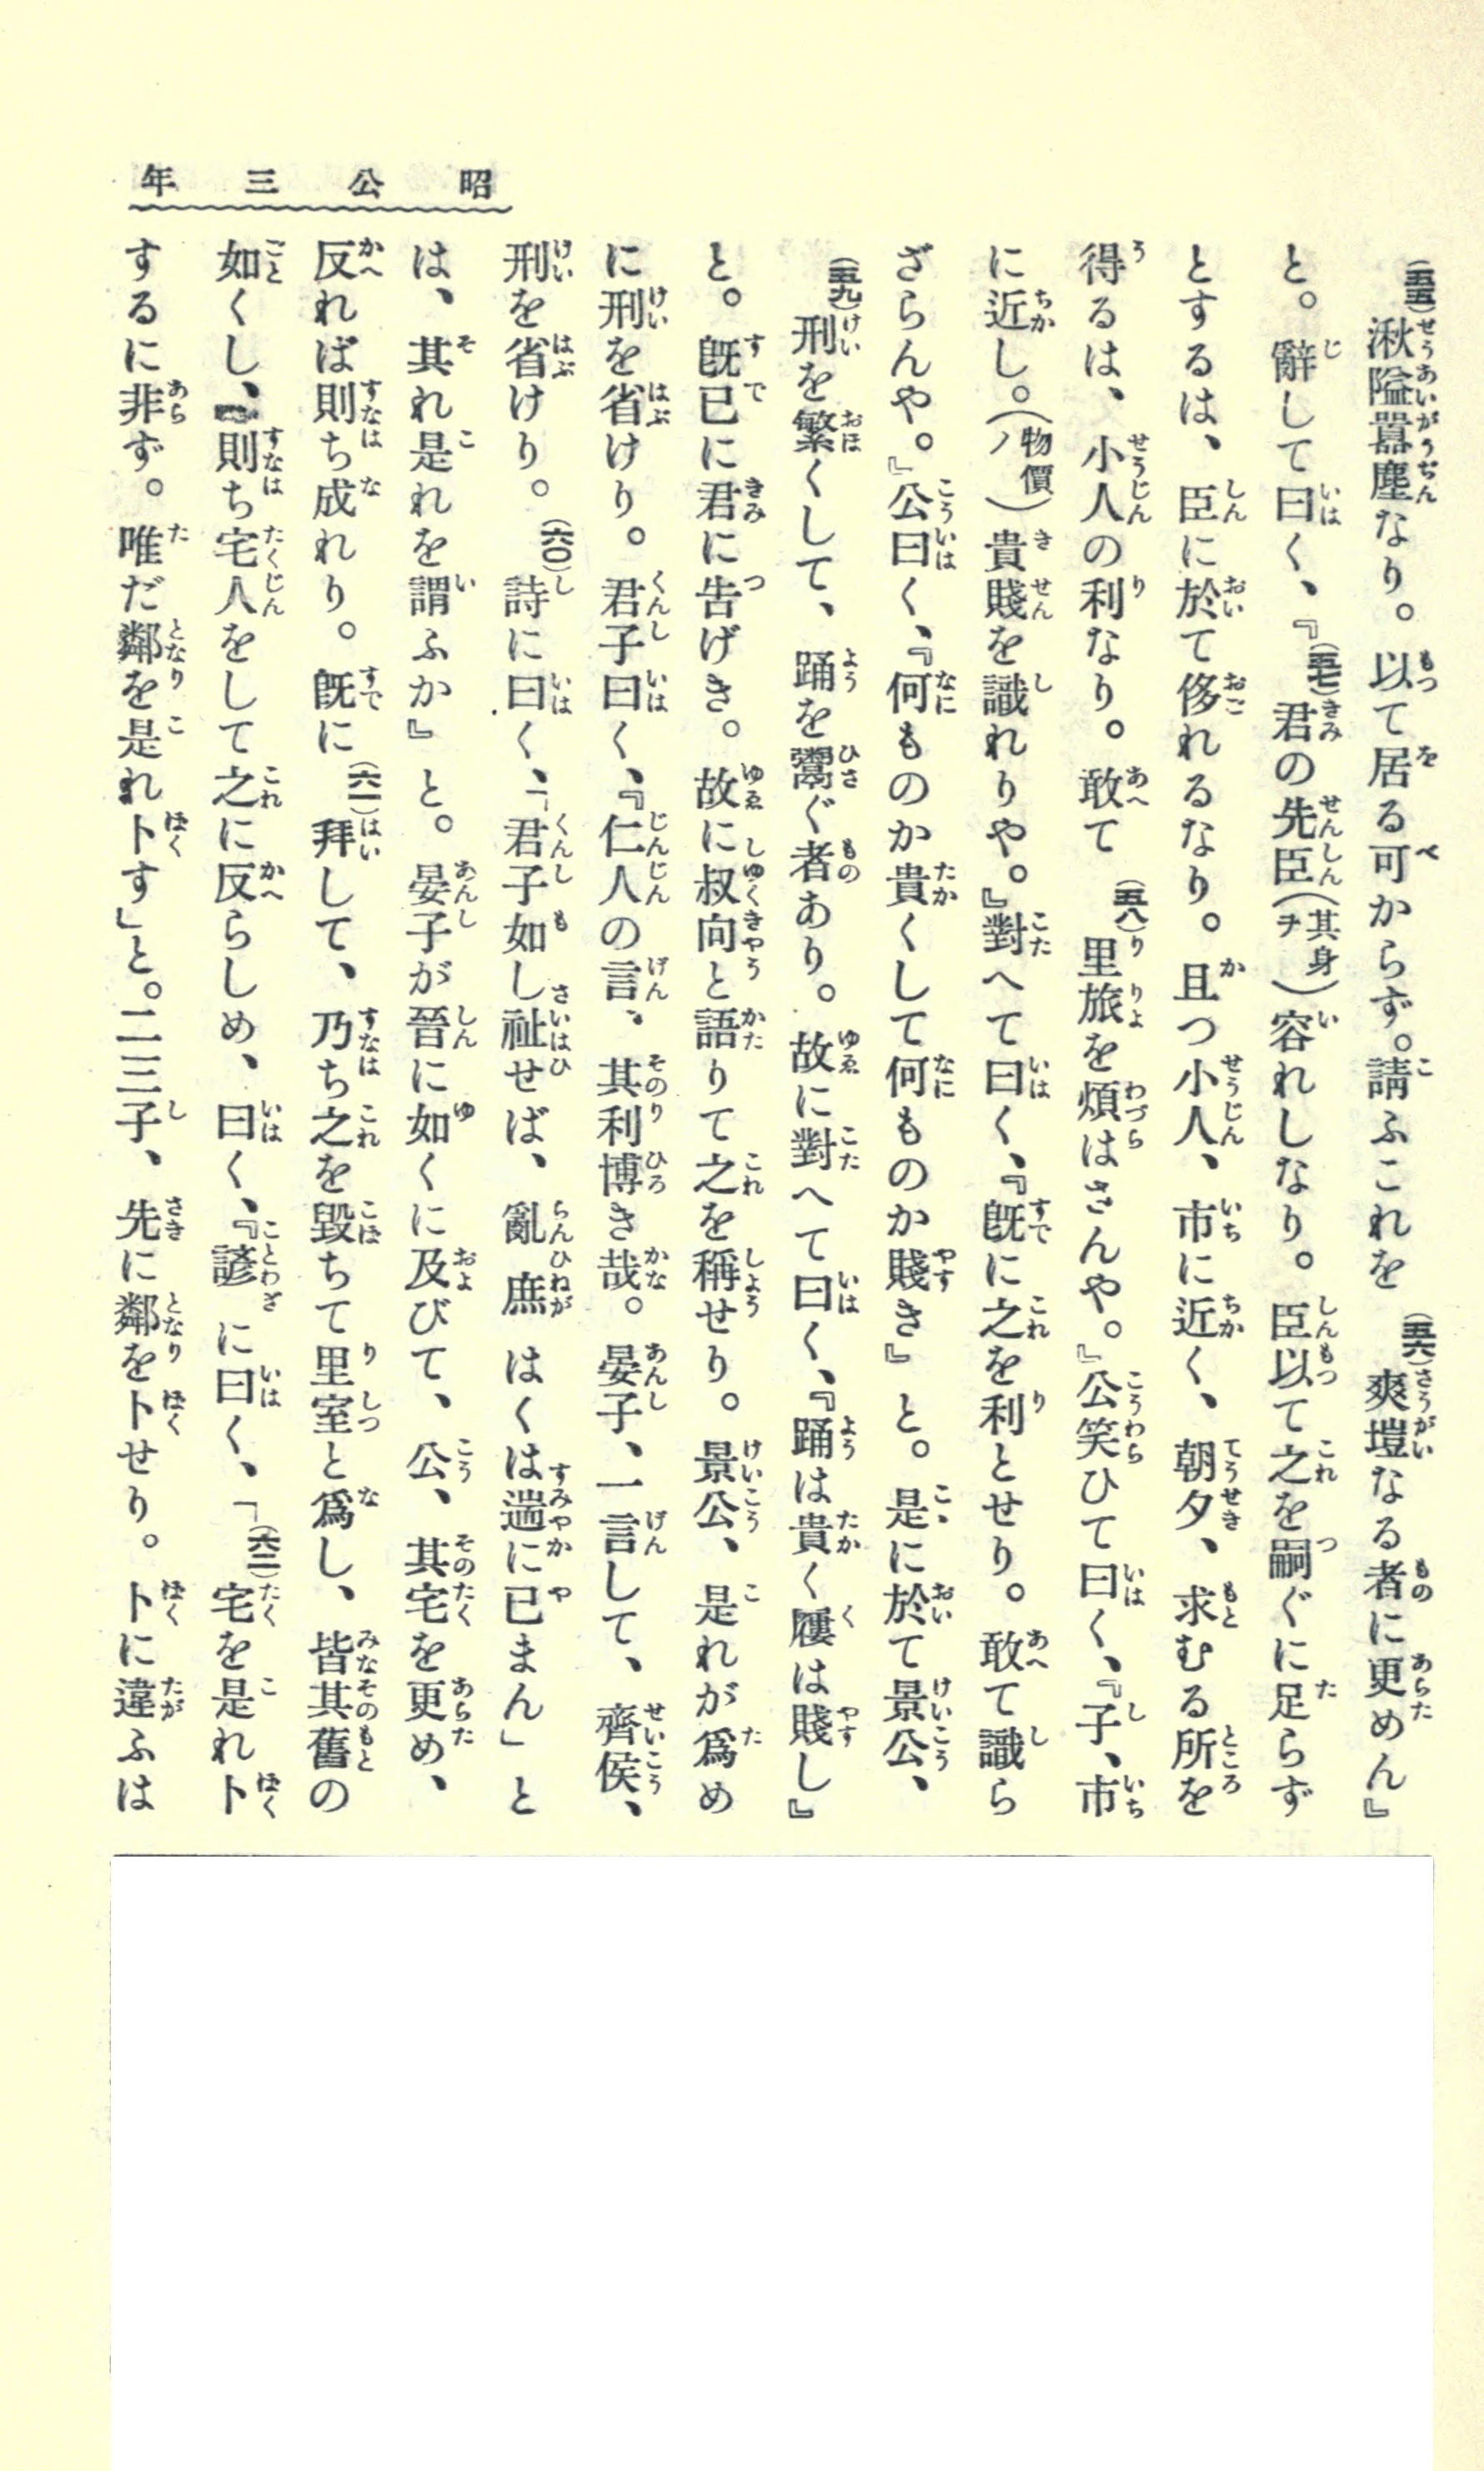 昭公三年
(五五)湫隘囂塵なり。以て居る可からず。請ふこれを(五六)爽塏なる者に更めん』
と。辭して曰く、『(五七)君の先臣(其身ヲ)容れしなり。臣以て之を嗣ぐに足らず
とするは、臣に於て侈れるなり。且つ小人、市に近く、朝夕、求むる所を
得るは、小人の利なり。敢て(五八)里旅を煩はさんや。』公笑ひて曰く、『子、市
に近し。(物價ノ)貴賤を識れりや。』對へて曰く、『既に之を利とせり。敢て識ら
ざらんや。』公曰く、『何ものか貴くして何ものか賤き』と。是に於て景公、
(五九)刑を繁くして、踊を鬻ぐ者あり。故に對へて曰く、『踊は貴く屨は賤し』
と。既已に君に告げき。故に叔向と語りて之を稱せり。景公、是れが爲め
に刑を省けり。君子曰く、『仁人の言、其利博き哉。晏子、一言して、齊侯、
刑を省けり。(六〇)詩に曰く、「君子如し祉せば、亂庶はくは遄に已まん」と
は、其れ是れを謂ふか』と。晏子が晉に如くに及びて、公、其宅を更め、
反れば則ち成れり。既に(六一)拜して、乃ち之を毀ちて里室と爲し、皆其舊の
如くし、則ち宅人をして之に反らしめ、曰く、『諺に曰く、「(六二)宅を是れト
するに非ず。唯だ鄰を是れト す」と。二三子、先に鄰をトせり。トに違ふは